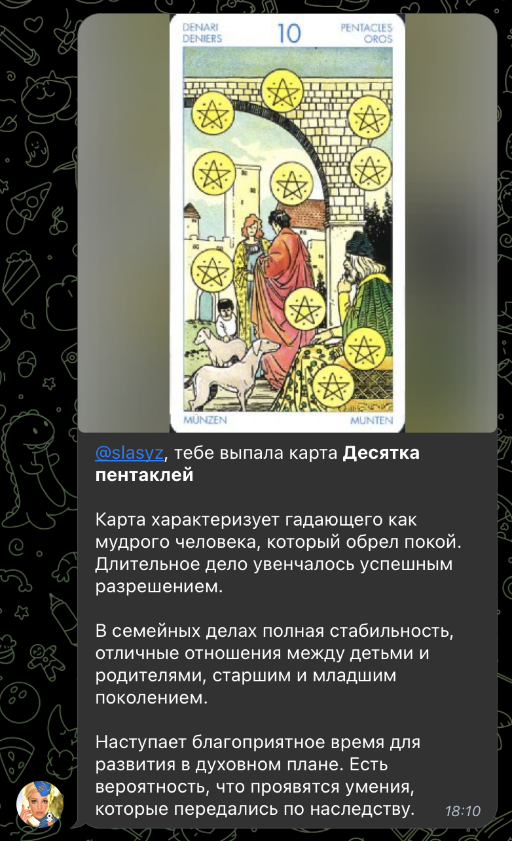 DENARI
DENIERS
10
PENTACLES
OROS
MÜNZEN
MUNTEN
@slasyz, тебе выпала карта Десятка
пентаклей
Карта характеризует гадающего как
мудрого человека, который обрел покой.
Длительное дело увенчалось успешным
разрешением.
В семейных делах полная стабильность,
отличные отношения между детьми и
родителями, старшим и младшим
поколением.
Наступает благоприятное время для
развития в духовном плане. Есть
вероятность, что проявятся умения,
которые передались по наследству.
18:10